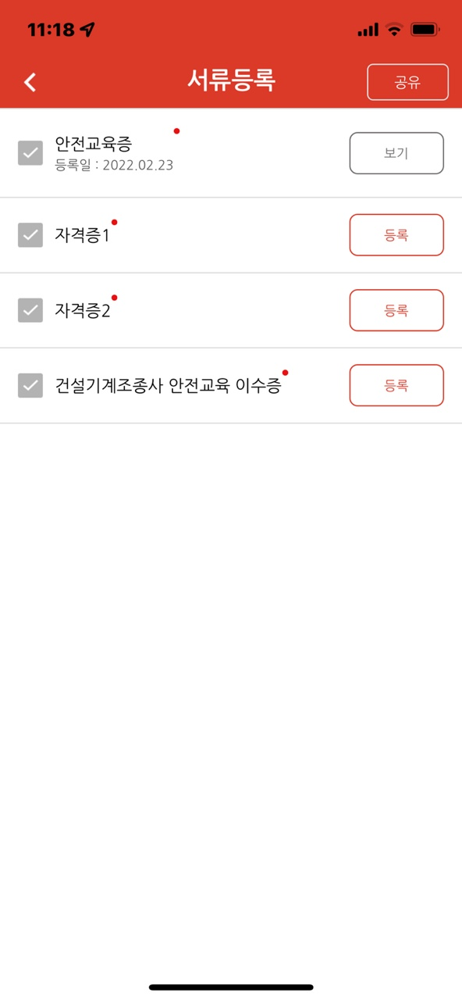 11:18
서류등록
공유
안전교육증
등록일 : 2022.02.23
보기
자격증1
등록
자격증2
등록
건설기계조종사 안전교육 이수증
등록